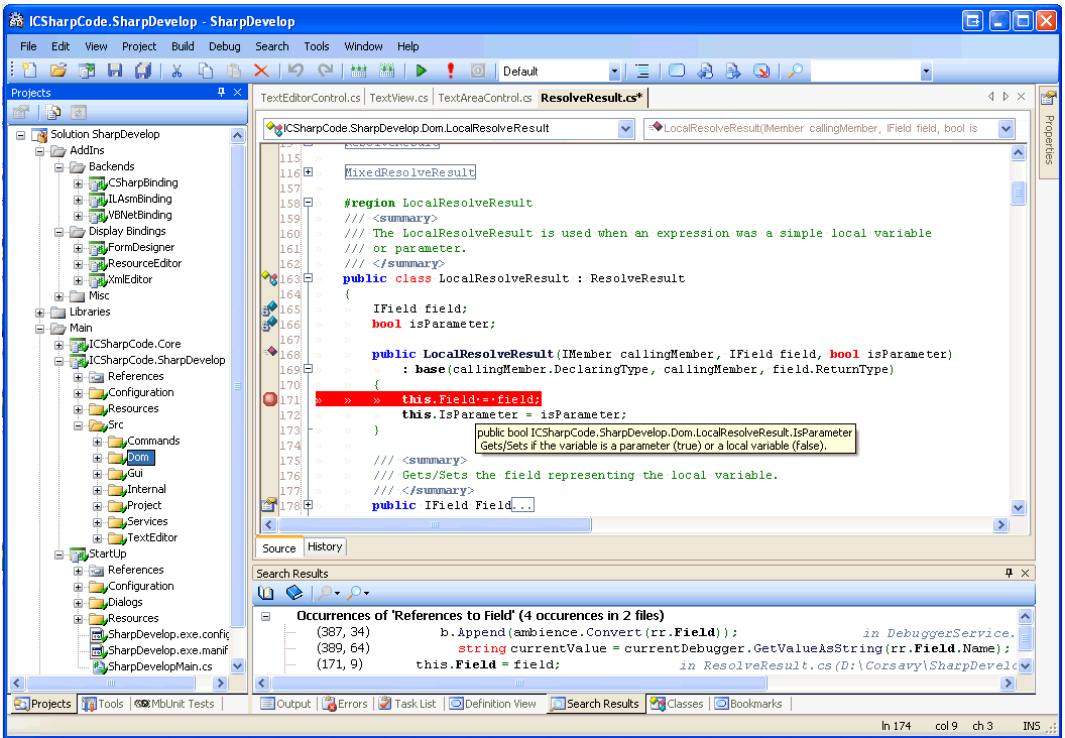 ICSharpCode.SharpDevelop - SharpDevelop
File Edit View Project Build Debug Search Tools Window Help
Default
Projects
Solution SharpDevelop
AddIns
Backends
CSharpBinding
ILAsmBinding
VBNetBinding
Display Bindings
FormDesigner
ResourceEditor
XmlEditor
Misc
Libraries
Main
ICSharpCode.Core
ICSharpCode.SharpDevelop
References
Configuration
Resources
Src
Commands
Dom
Gui
Internal
Project
Services
TextEditor
StartUp
References
Configuration
Dialogs
Resources
SharpDevelop.exe.config
SharpDevelop.exe.manif
SharpDevelopMain.cs
Projects Tools MbUnit Tests
TextEditorControl.cs TextView.cs TextAreaControl.cs ResolveResult.cs*
ICSharpCode.SharpDevelop.Dom.LocalResolveResult LocalResolveResult(IMember callingMember, IField field, bool is
ResolveResult
115
116 MixedResolveResult
157
158 #region LocalResolveResult
159 /// <summary>
160 /// The LocalResolveResult is used when an expression was a simple local variable
161 /// or parameter.
162 /// </summary>
163 public class LocalResolveResult : ResolveResult
164 {
165 IField field;
166 bool isParameter;
167
168 public LocalResolveResult(IMember callingMember, IField field, bool isParameter)
169 : base(callingMember.DeclaringType, callingMember, field.ReturnType)
170 {
171 this.Field = field;
172 this.IsParameter = isParameter;
173 }
public bool ICSharpCode.SharpDevelop.Dom.LocalResolveResult.IsParameter
Gets/Sets if the variable is a parameter (true) or a local variable (false).
174
175 /// <summary>
176 /// Gets/Sets the field representing the local variable.
177 /// </summary>
178 public IField Field...
Source History
Properties
Search Results
Occurrences of 'References to Field' (4 occurences in 2 files)
(387, 34) b.Append(ambience.Convert(rr.Field)); in DebuggerService.
(389, 64) string currentValue = currentDebugger.GetValueAsString(rr.Field.Name);
(171, 9) this.Field = field; in ResolveResult.cs(D:\Corsavy\SharpDevelo
Output Errors Task List Definition View Search Results Classes Bookmarks
ln 174 col 9 ch 3 INS